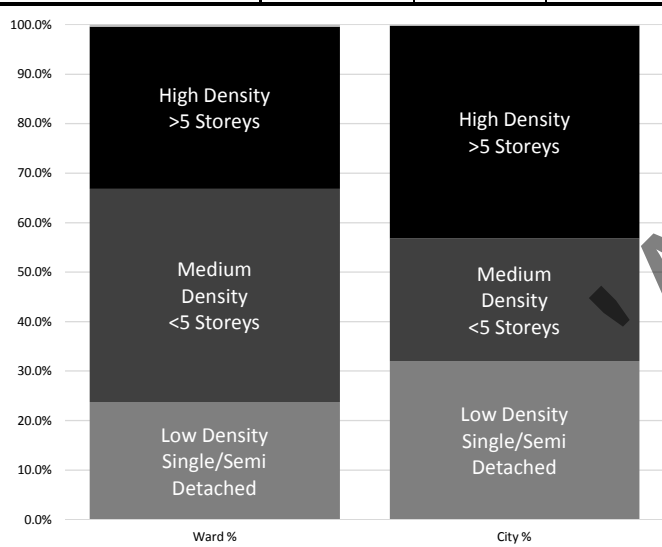 100.0%
90.0%
80.0%
70.0%
60.0%
50.0%
40.0%
30.0%
20.0%
10.0%
0.0%
High Density
>5 Storeys
Medium
Density
<5 Storeys
Low Density
Single/Semi
Detached
High Density
>5 Storeys
Medium
Density
<5 Storeys
Low Density
Single/Semi
Detached
Ward %
City %